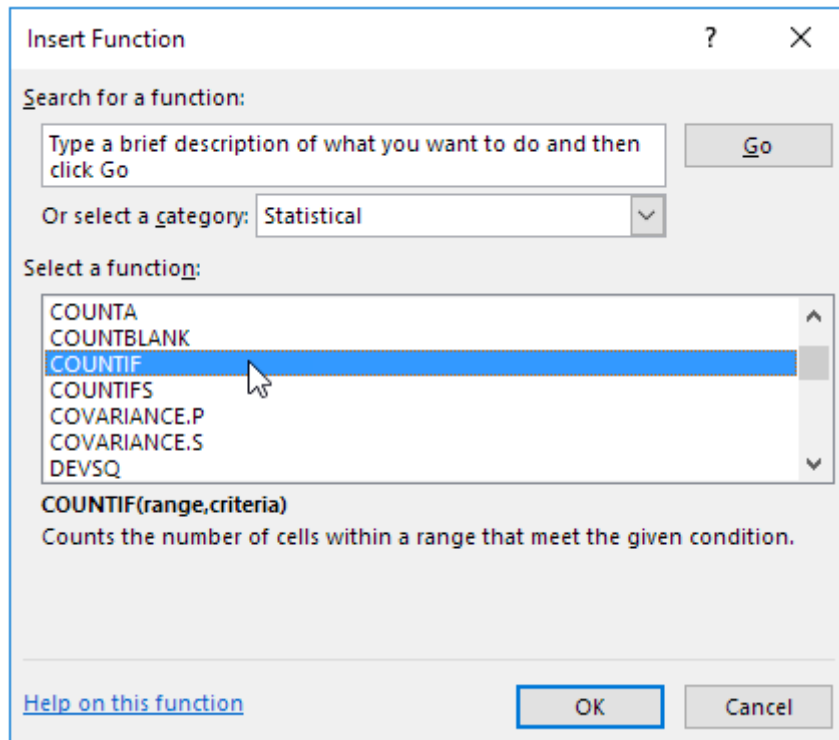 Insert Function
?
Search for a function:
Type a brief description of what you want to do and then
click Go
Go
Or select a category: Statistical
Select a function:
COUNTA
COUNTBLANK
COUNTIF
COUNTIFS
COVARIANCE.P
COVARIANCE.S
DEVSQ
COUNTIF(range,criteria)
Counts the number of cells within a range that meet the given condition.
Help on this function
OK
Cancel